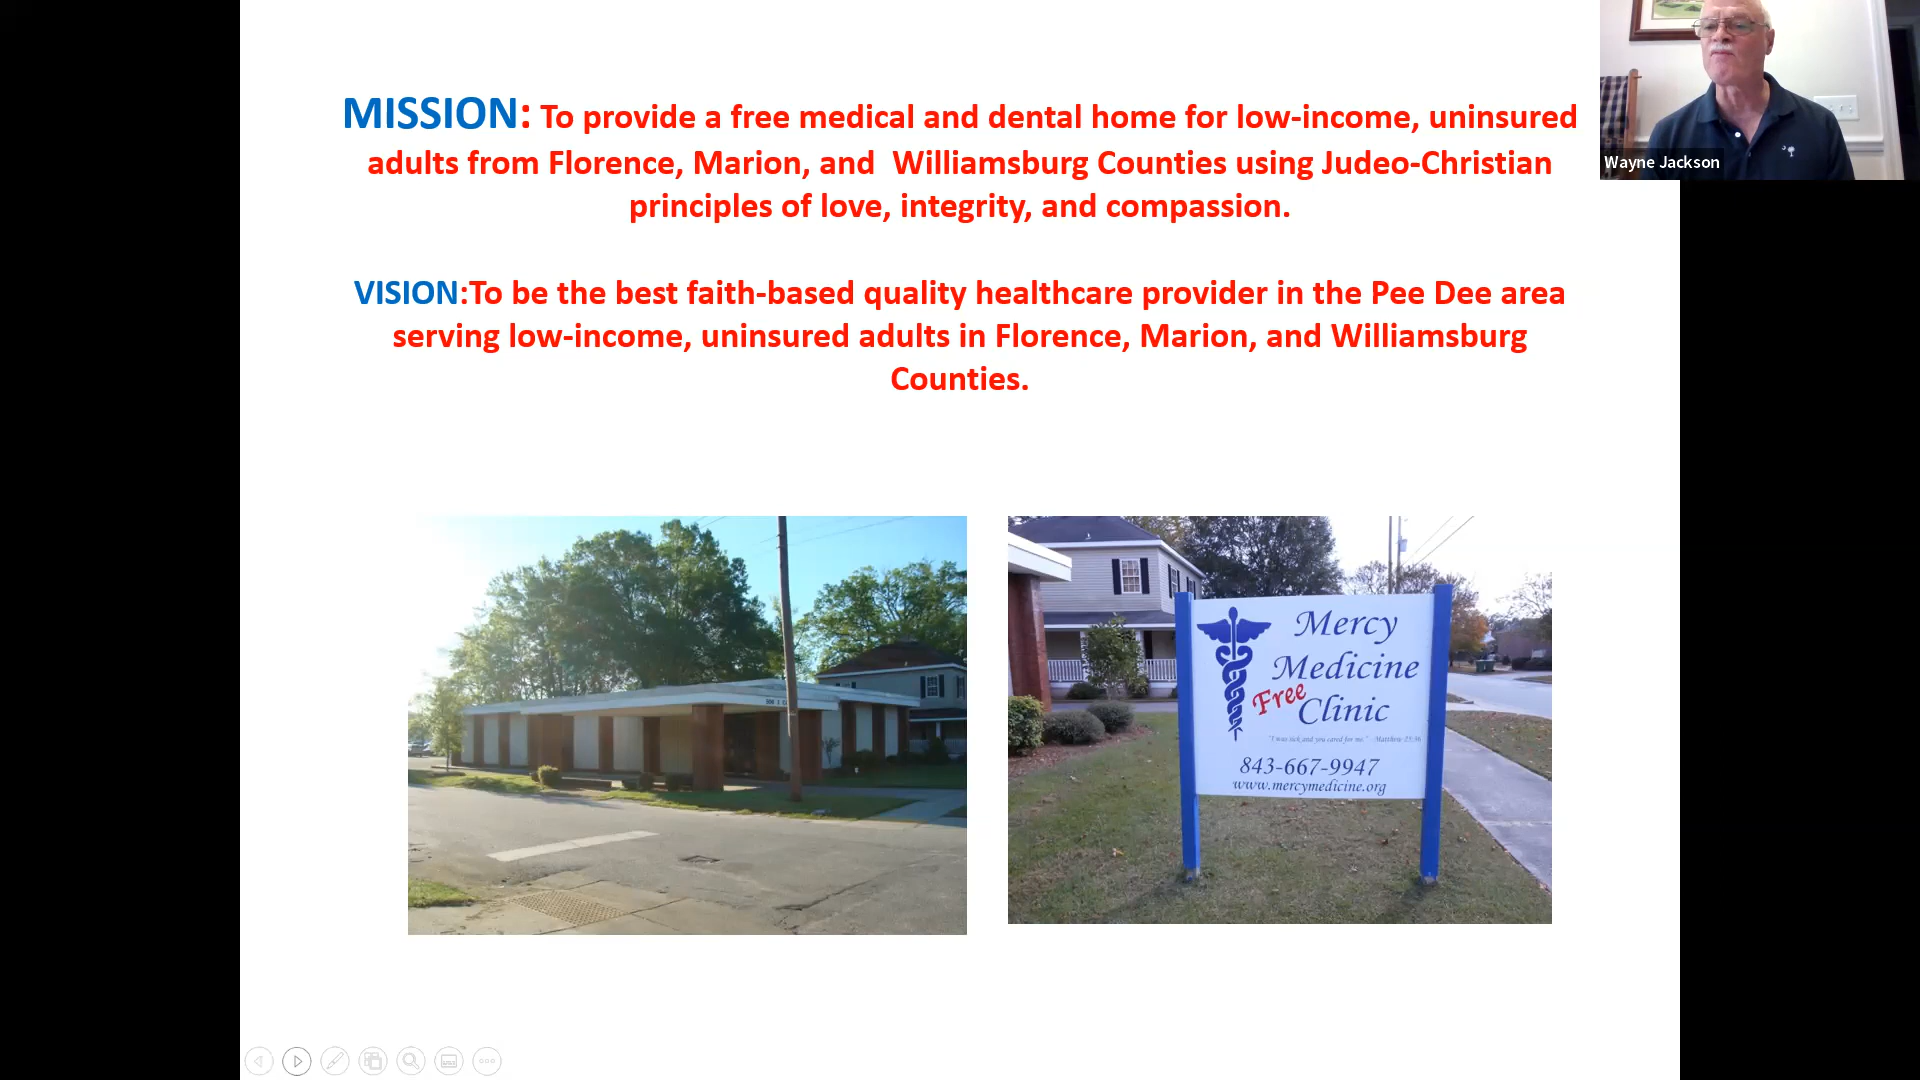 MISSION: To provide a free medical and dental home for low-income, uninsured
adults from Florence, Marion, and Williamsburg Counties using Judeo-Christian
principles of love, integrity, and compassion.
VISION:To be the best faith-based quality healthcare provider in the Pee Dee area
serving low-income, uninsured adults in Florence, Marion, and Williamsburg
Counties.
Wayne Jackson
Mercy
Medicine
Free Clinic
"I was sick and you cared for me." Matthew 25:36
843-667-9947
www.mercymedicine.org